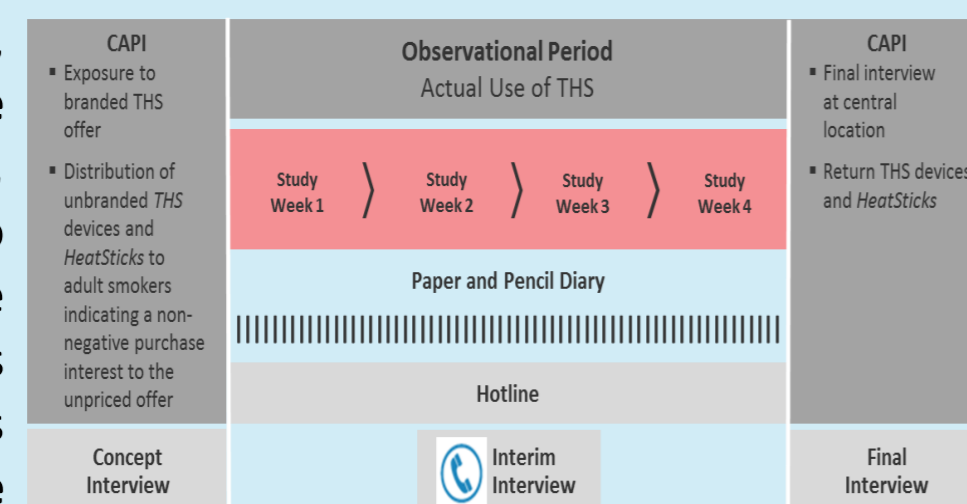 CAPI
▪ Exposure to
branded THS
offer
▪ Distribution of
unbranded THS
devices and
HeatSticks to
adult smokers
indicating a non-
negative purchase
interest to the
unpriced offer
Concept
Interview
Observational Period
Actual Use of THS
Study
Week 1
Study
Week 2
Study
Week 3
Study
Week 4
Paper and Pencil Diary
Hotline
Interim
Interview
CAPI
▪ Final interview
at central
location
▪ Return THS devices
and HeatSticks
Final
Interview